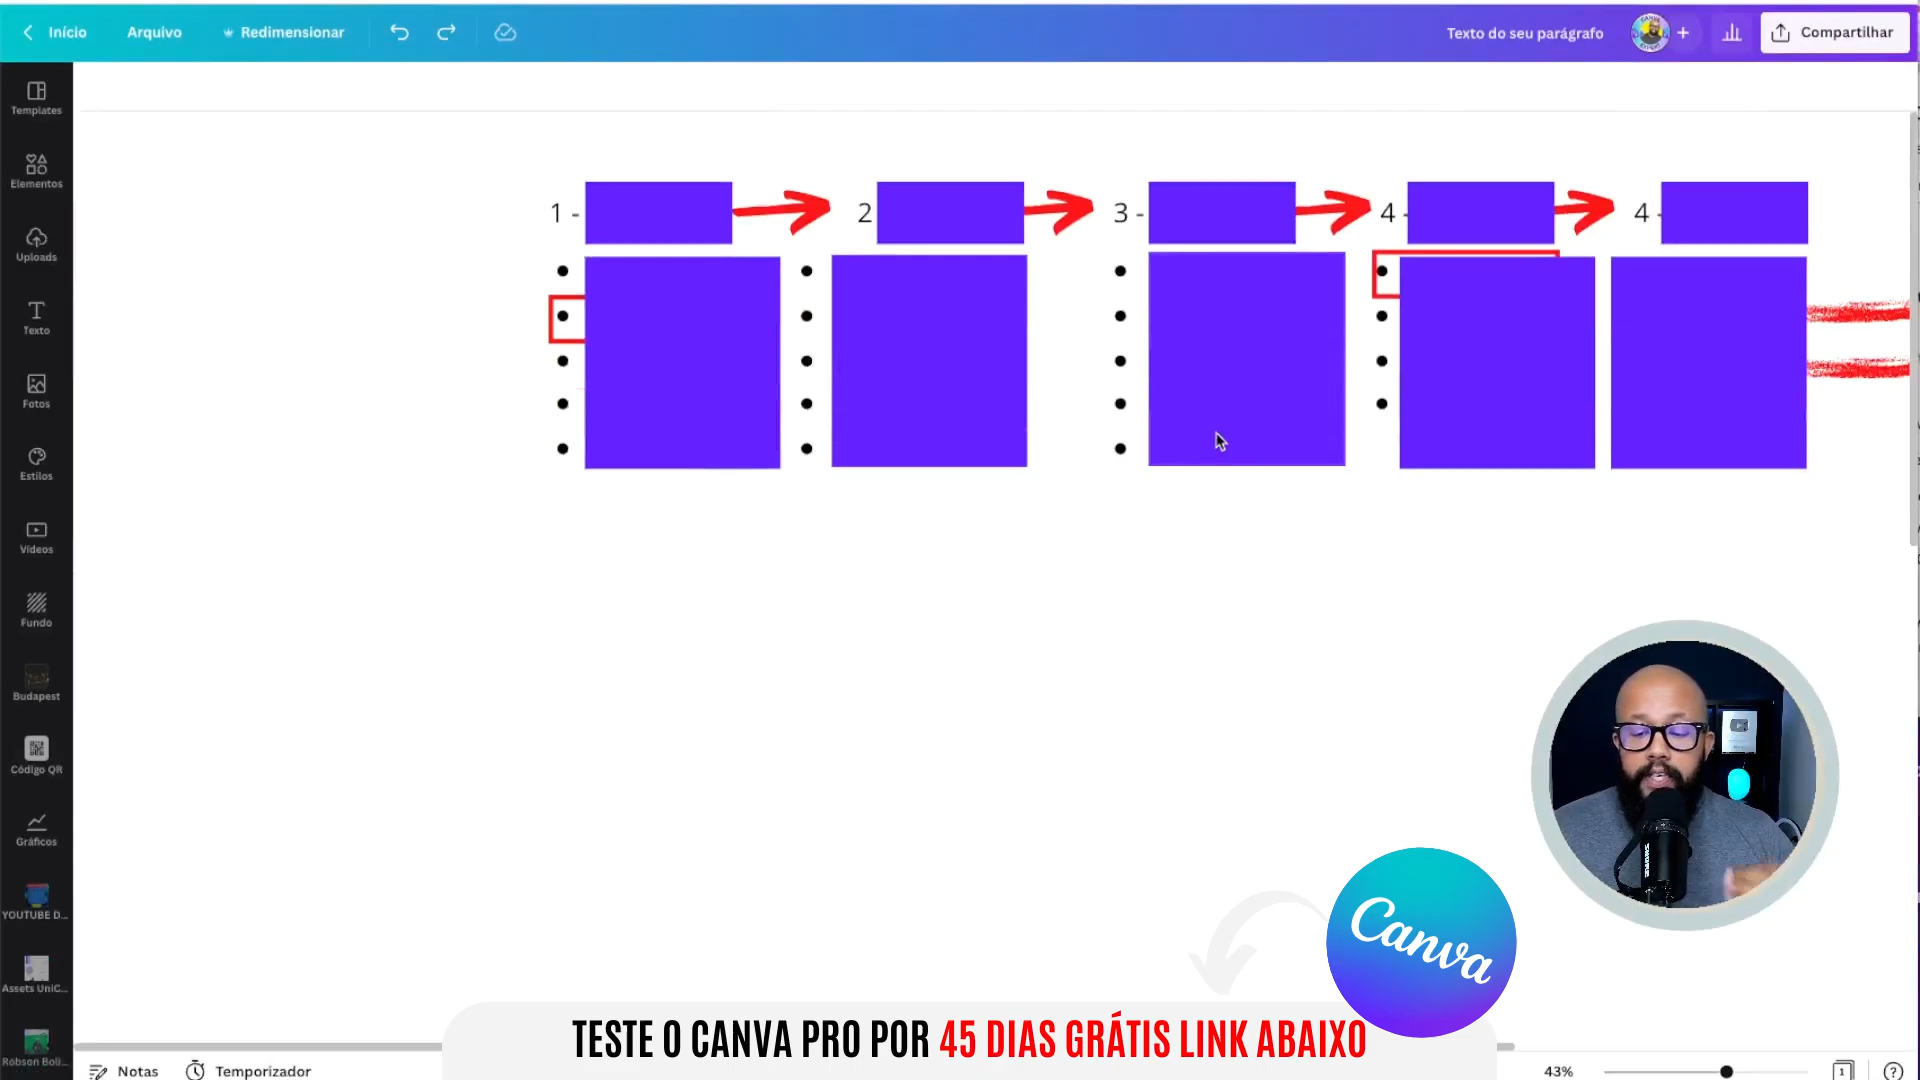 Início
Arquivo
Redimensionar
Texto do seu parágrafo
Compartilhar
Templates
Elementos
Uploads
Texto
Fotos
Estilos
Vídeos
Fundo
Budapest
Código QR
Gráficos
YOUTUBE D...
Assets UniC...
Robson Boli...
1 -
2
3 -
4 -
4 -
Canva
TESTE O CANVA PRO POR 45 DIAS GRÁTIS LINK ABAIXO
Notas
Temporizador
43%
1
?